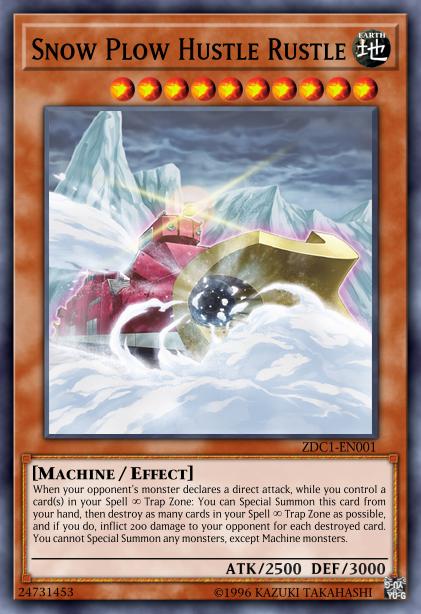 Snow Plow Hustle Rustle
EARTH
地
ZDC1-EN001
[Machine / Effect]
When your opponent's monster declares a direct attack, while you control a
card(s) in your Spell ∞ Trap Zone: You can Special Summon this card from
your hand, then destroy as many cards in your Spell ∞ Trap Zone as possible,
and if you do, inflict 200 damage to your opponent for each destroyed card.
You cannot Special Summon any monsters, except Machine monsters.
ATK/2500 DEF/3000
24731453
©1996 KAZUKI TAKAHASHI